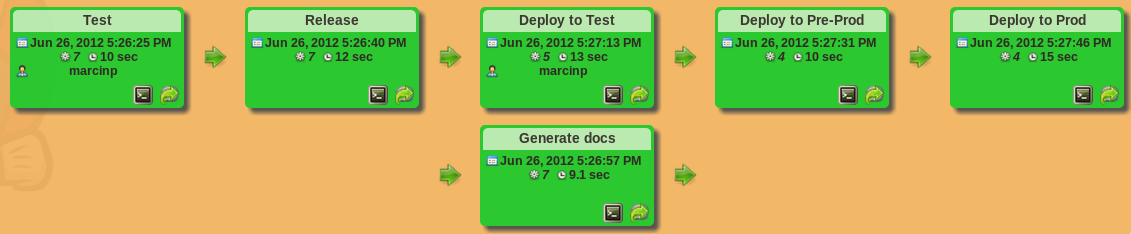 Test
Jun 26, 2012 5:26:25 PM
7 10 sec
marcinp
Release
Jun 26, 2012 5:26:40 PM
7 12 sec
Deploy to Test
Jun 26, 2012 5:27:13 PM
5 13 sec
marcinp
Deploy to Pre-Prod
Jun 26, 2012 5:27:31 PM
4 10 sec
Deploy to Prod
Jun 26, 2012 5:27:46 PM
4 15 sec
Generate docs
Jun 26, 2012 5:26:57 PM
7 9.1 sec